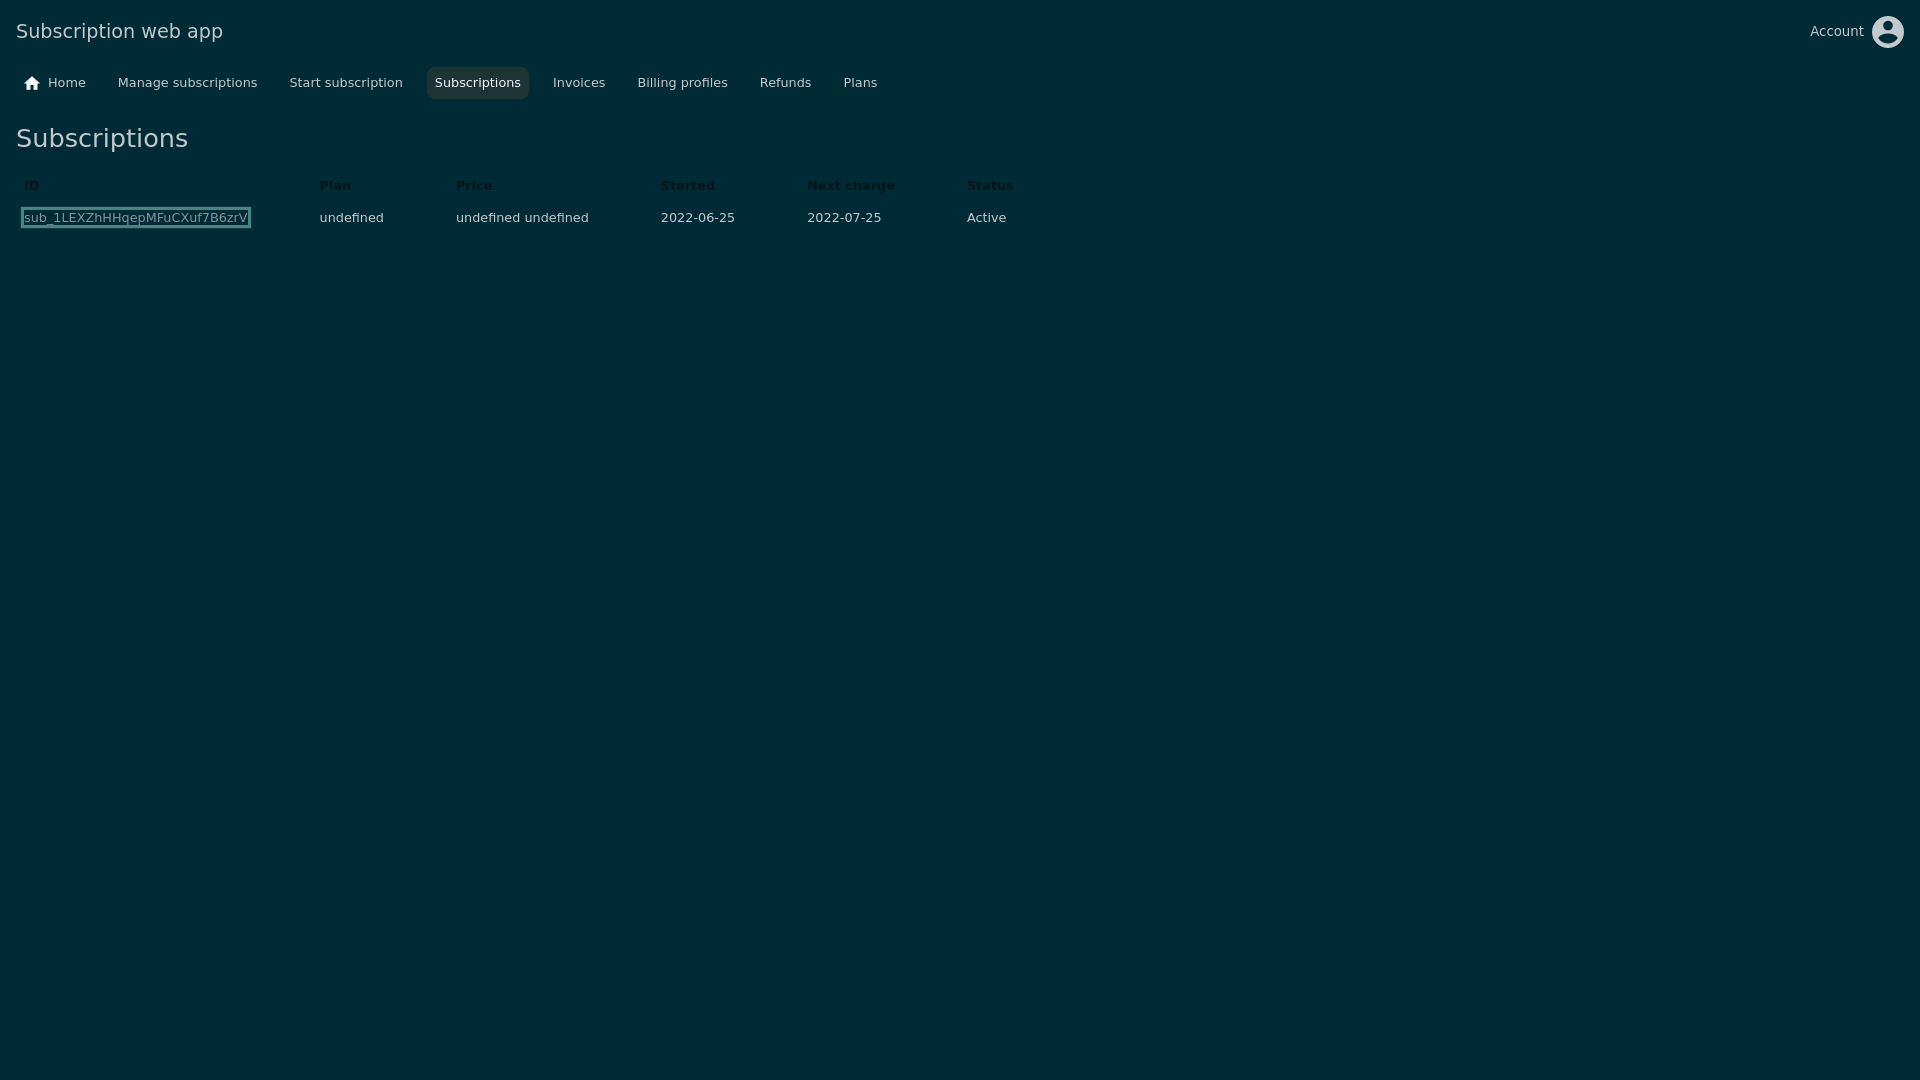 Subscription web app
Account
Home Manage subscriptions Start subscription Subscriptions Invoices Billing profiles Refunds Plans
Subscriptions
ID Plan Price Started Next charge Status
sub_1LEXZhHHqepMFuCXuf7B6zrV undefined undefined undefined 2022-06-25 2022-07-25 Active